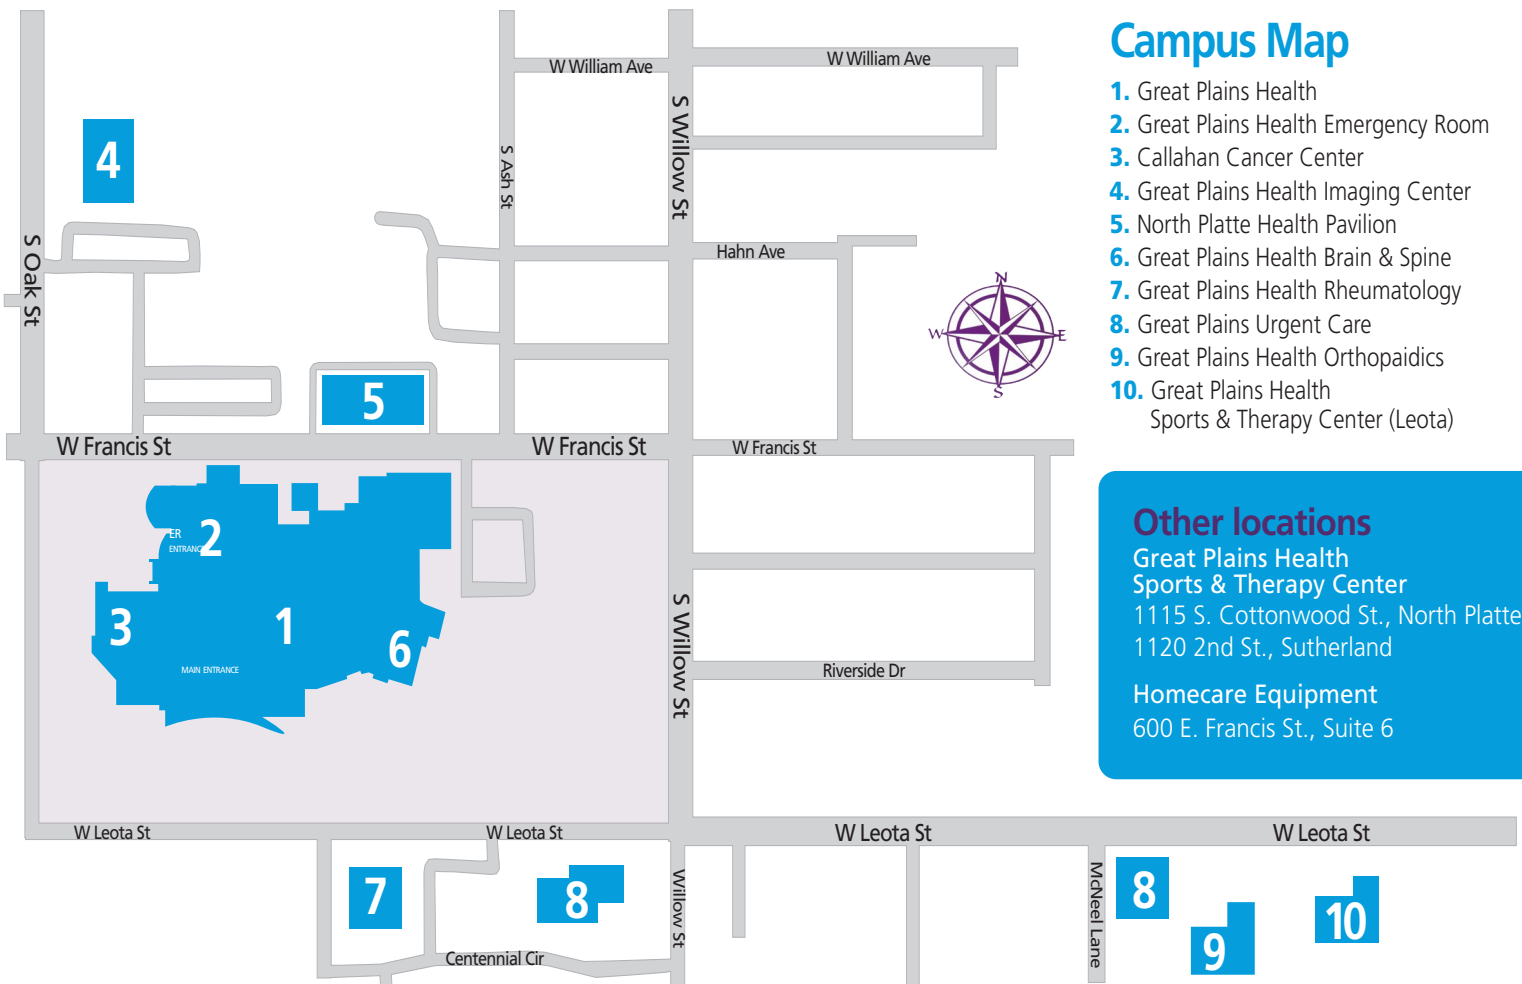 Campus Map
1. Great Plains Health
2. Great Plains Health Emergency Room
3. Callahan Cancer Center
4. Great Plains Health Imaging Center
5. North Platte Health Pavilion
6. Great Plains Health Brain & Spine
7. Great Plains Health Rheumatology
8. Great Plains Urgent Care
9. Great Plains Health Orthopaidics
10. Great Plains Health
Sports & Therapy Center (Leota)
Other locations
Great Plains Health
Sports & Therapy Center
1115 S. Cottonwood St., North Platte
1120 2nd St., Sutherland
Homecare Equipment
600 E. Francis St., Suite 6
W William Ave
W William Ave
S Willow St
S Ash St
4
S Oak St
Hahn Ave
N
W
E
S
5
W Francis St
W Francis St
W Francis St
ER
ENTRANCE
2
3
1
6
MAIN ENTRANCE
S Willow St
Riverside Dr
W Leota St
W Leota St
W Leota St
W Leota St
7
8
Willow St
McNeel Lane
8
9
10
Centennial Cir